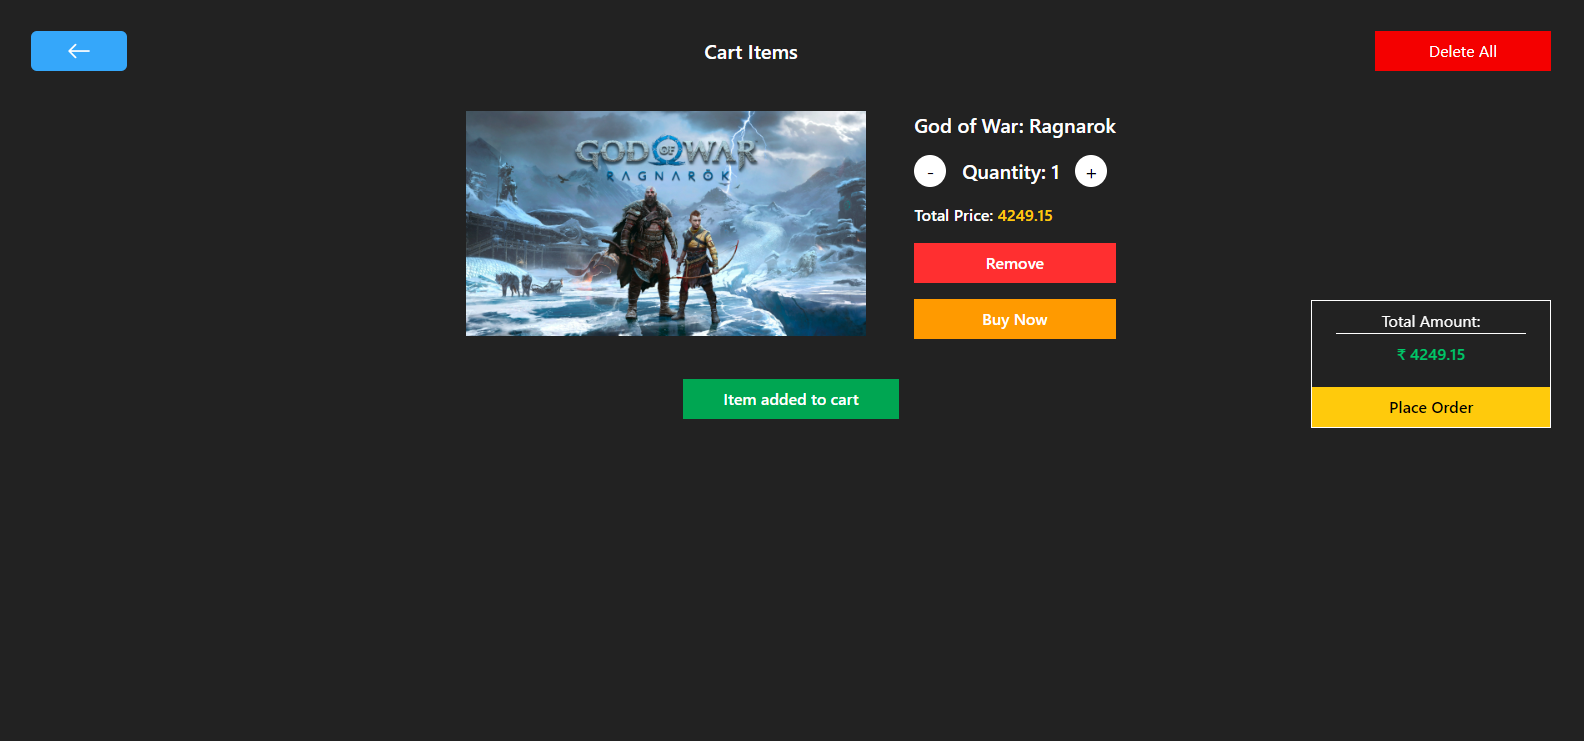 Cart Items
Delete All
GOD OF WAR
RAGNARÖK
God of War: Ragnarok
- Quantity: 1 +
Total Price: 4249.15
Remove
Buy Now
Item added to cart
Total Amount:
₹ 4249.15
Place Order